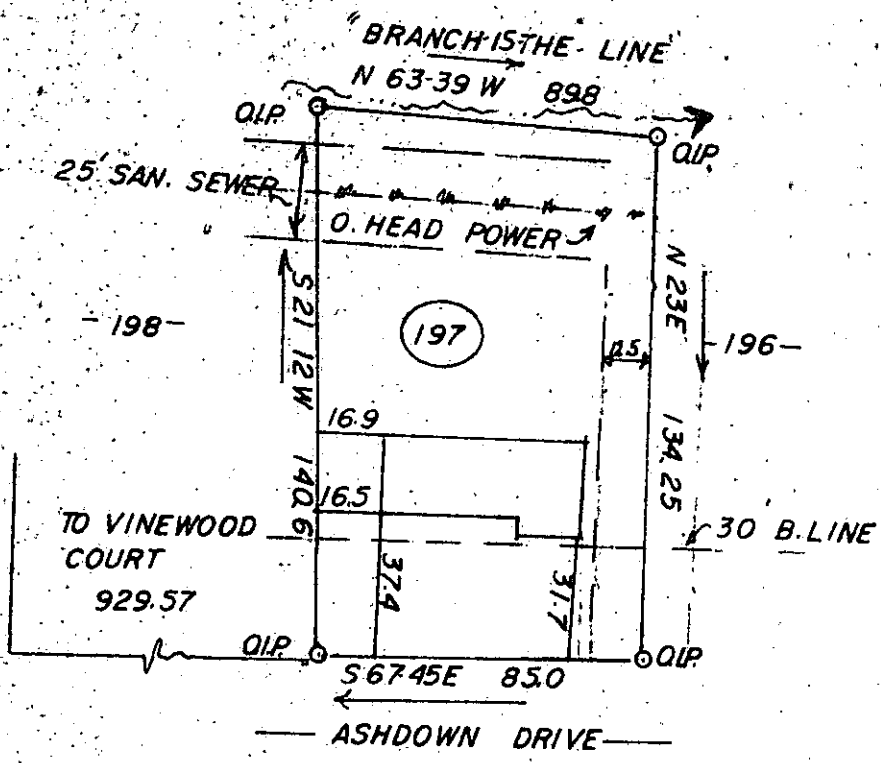 "BRANCH IS THE LINE"
N 63-39 W 89.8
O.I.P.
O.I.P.
25' SAN. SEWER
O. HEAD POWER
S 21 12 W 140.6
-198-
197
N 23 E 134.25
12.5
-196-
16.9
16.5
TO VINEWOOD
COURT
929.57
37.4
31.7
30' B. LINE
O.I.P.
O.I.P.
S 67-45 E 85.0
ASHDOWN DRIVE